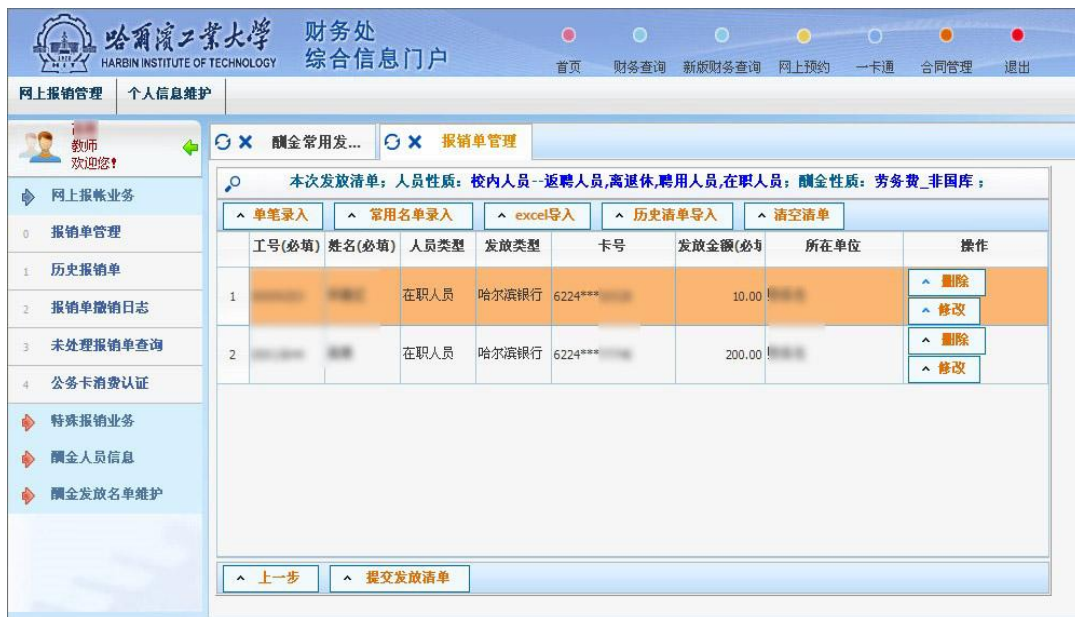 哈爾濱工業大學 财务处
HARBIN INSTITUTE OF TECHNOLOGY 综合信息门户
首页 财务查询 新版财务查询 网上预约 一卡通 合同管理 退出
网上报销管理 个人信息维护
教师
欢迎您!
酬金常用发... 报销单管理
本次发放清单; 人员性质: 校内人员--返聘人员,离退休,聘用人员,在职人员; 酬金性质: 劳务费_非国库 ;
网上报帐业务
0 报销单管理
1 历史报销单
2 报销单撤销日志
3 未处理报销单查询
4 公务卡消费认证
特殊报销业务
酬金人员信息
酬金发放名单维护
单笔录入 常用名单录入 excel导入 历史清单导入 清空清单
工号(必填) 姓名(必填) 人员类型 发放类型 卡号 发放金额(必 所在单位 操作
1 在职人员 哈尔滨银行 6224*** 10.00 删除
修改
2 在职人员 哈尔滨银行 6224*** 200.00 删除
修改
上一步 提交发放清单